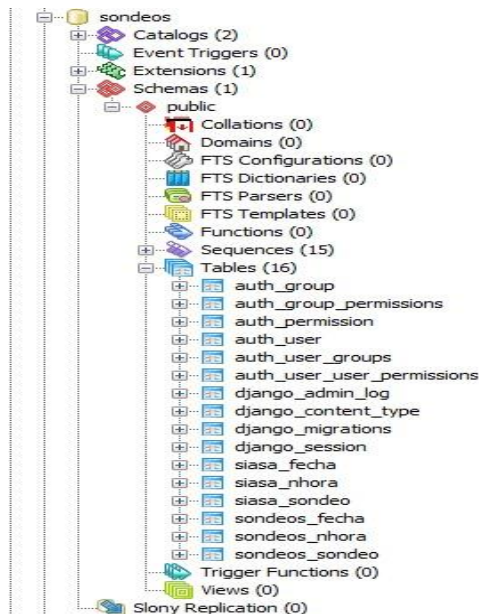 sondeos
Catalogs (2)
Event Triggers (0)
Extensions (1)
Schemas (1)
public
Collations (0)
Domains (0)
FTS Configurations (0)
FTS Dictionaries (0)
FTS Parsers (0)
FTS Templates (0)
Functions (0)
Sequences (15)
Tables (16)
auth_group
auth_group_permissions
auth_permission
auth_user
auth_user_groups
auth_user_user_permissions
django_admin_log
django_content_type
django_migrations
django_session
siasa_fecha
siasa_nhora
siasa_sondeo
sondeos_fecha
sondeos_nhora
sondeos_sondeo
Trigger Functions (0)
Views (0)
Slony Replication (0)